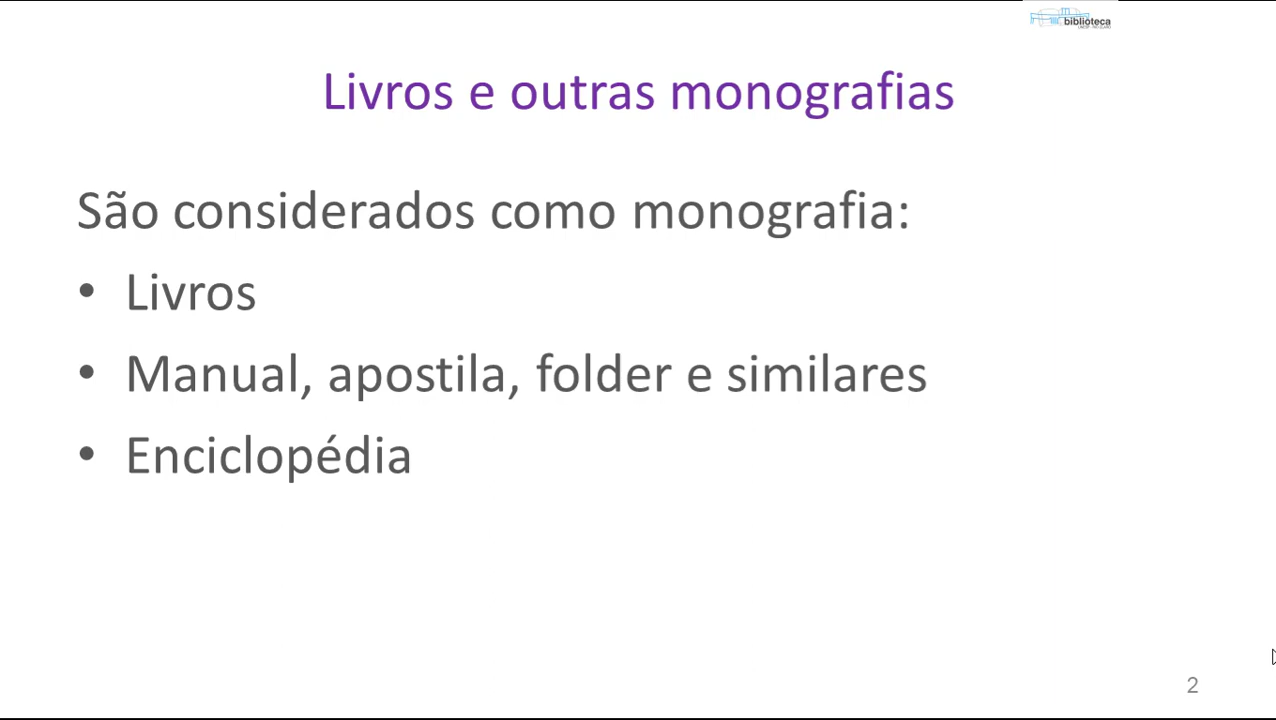 biblioteca
Livros e outras monografias
São considerados como monografia:
• Livros
• Manual, apostila, folder e similares
• Enciclopédia
2